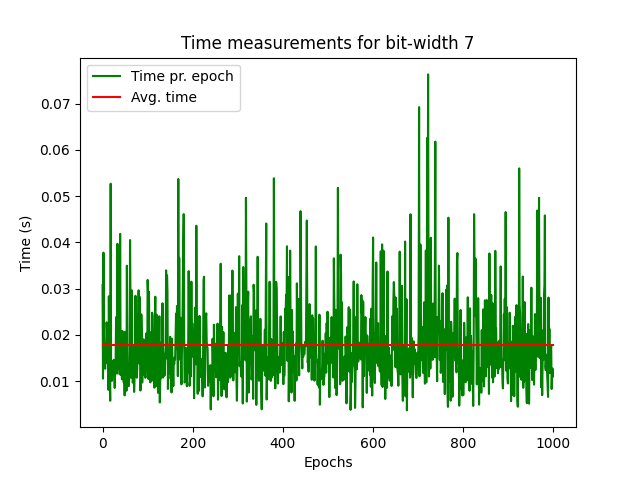 Time measurements for bit-width 7
Time pr. epoch
Avg. time
0.07
0.06
0.05
0.04
0.03
0.02
0.01
Time (s)
0 200 400 600 800 1000
Epochs